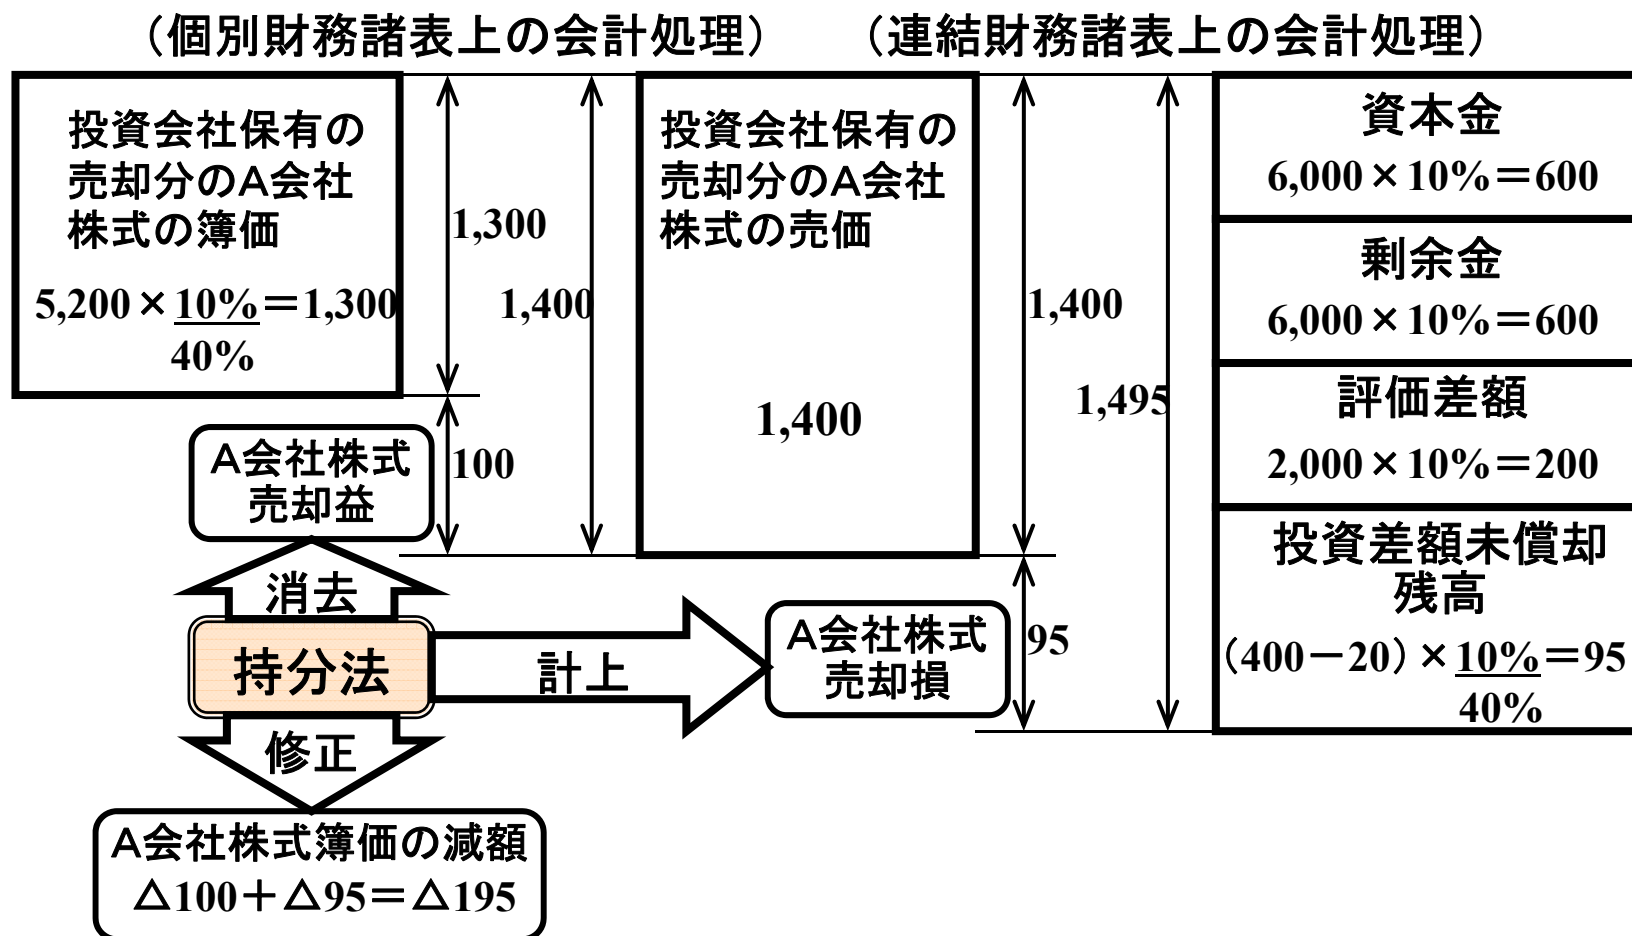 （個別財務諸表上の会計処理）
（連結財務諸表上の会計処理）
投資会社保有の
売却分のＡ会社
株式の簿価
5,200×10%＝1,300
40%
1,300
100
1,400
投資会社保有の
売却分のＡ会社
株式の売価
1,400
1,400
95
1,495
資本金
6,000×10%＝600
剰余金
6,000×10%＝600
評価差額
2,000×10%＝200
投資差額未償却
残高
（400－20）×10%＝95
40%
Ａ会社株式
売却益
消去
持分法
計上
Ａ会社株式
売却損
修正
Ａ会社株式簿価の減額
△100＋△95＝△195